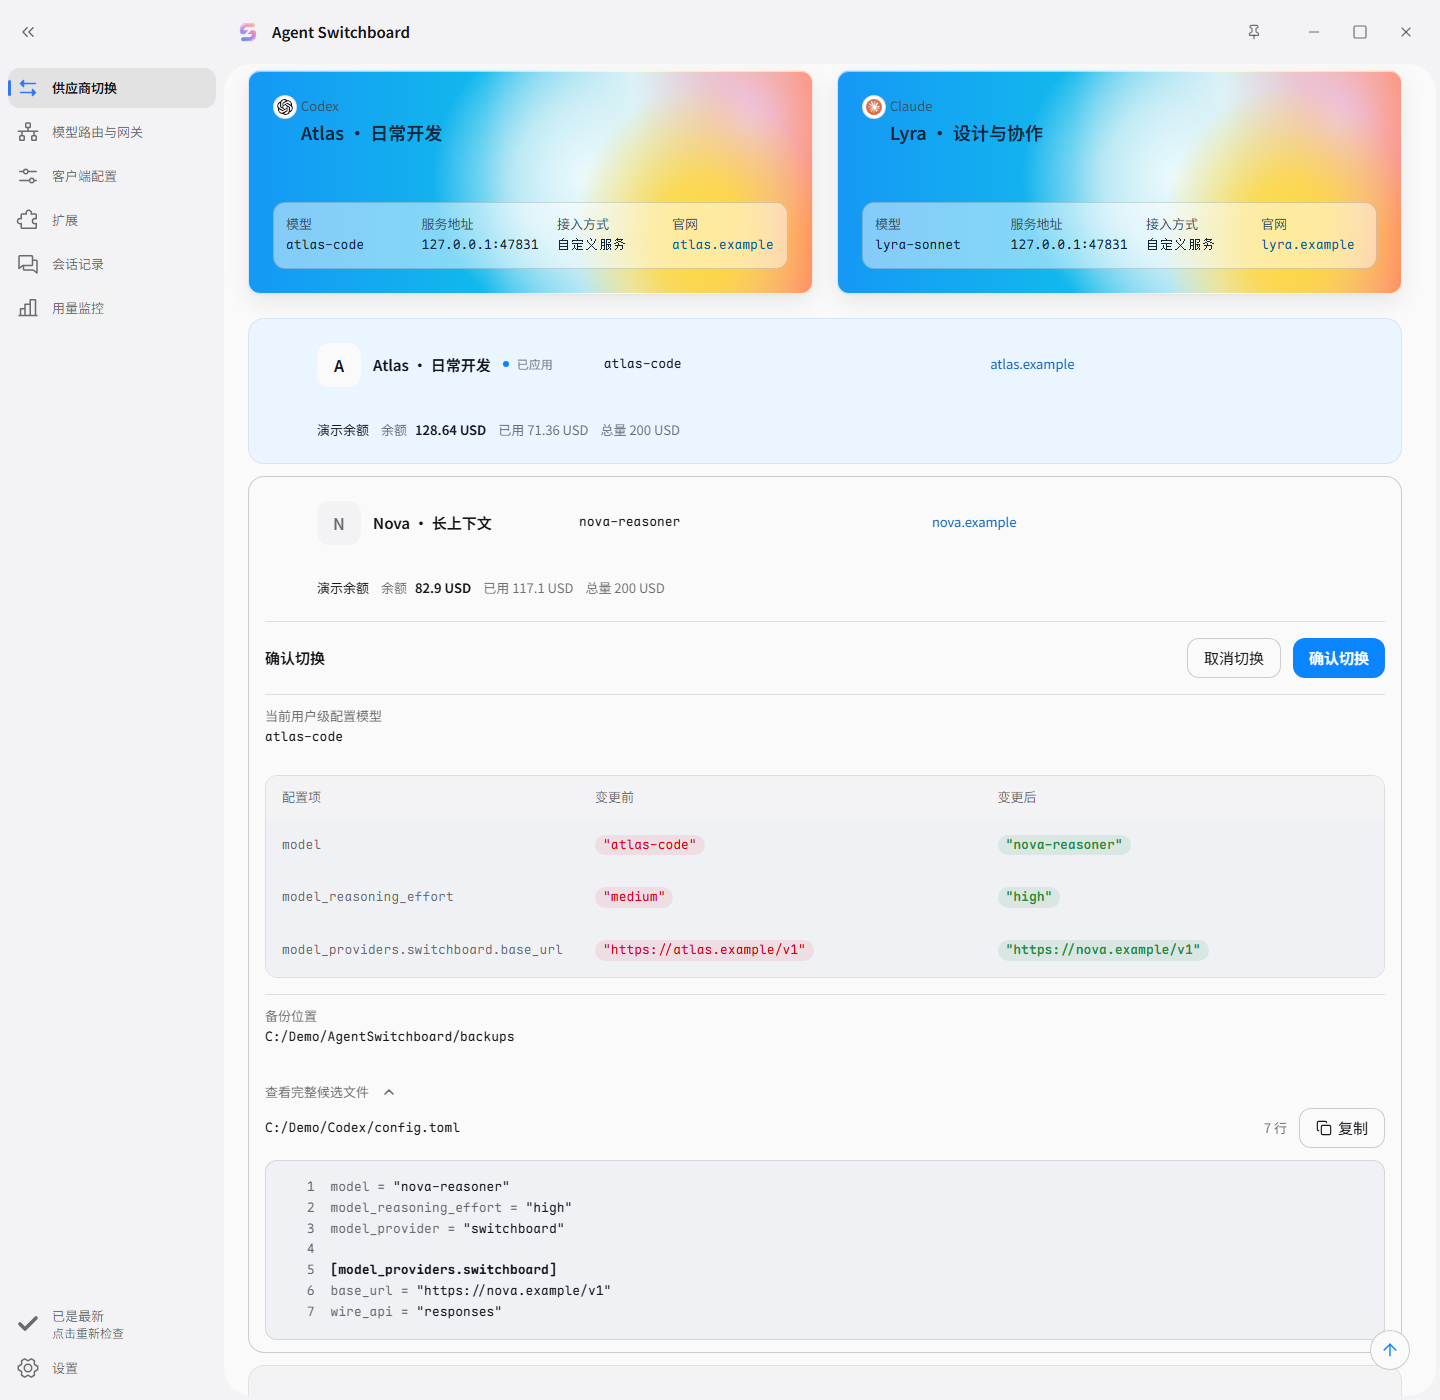 Agent Switchboard
供应商切换
模型路由与网关
客户端配置
扩展
会话记录
用量监控
已是最新
点击重新检查
设置
Codex
Atlas · 日常开发
模型 服务地址 接入方式 官网
atlas-code 127.0.0.1:47831 自定义服务 atlas.example
Claude
Lyra · 设计与协作
模型 服务地址 接入方式 官网
lyra-sonnet 127.0.0.1:47831 自定义服务 lyra.example
A Atlas · 日常开发 已应用 atlas-code atlas.example
演示余额 余额 128.64 USD 已用 71.36 USD 总量 200 USD
N Nova · 长上下文 nova-reasoner nova.example
演示余额 余额 82.9 USD 已用 117.1 USD 总量 200 USD
确认切换 取消切换 确认切换
当前用户级配置模型
atlas-code
配置项 变更前 变更后
model "atlas-code" "nova-reasoner"
model_reasoning_effort "medium" "high"
model_providers.switchboard.base_url "https://atlas.example/v1" "https://nova.example/v1"
备份位置
C:/Demo/AgentSwitchboard/backups
查看完整候选文件
C:/Demo/Codex/config.toml 7 行 复制
1 model = "nova-reasoner"
2 model_reasoning_effort = "high"
3 model_provider = "switchboard"
4
5 [model_providers.switchboard]
6 base_url = "https://nova.example/v1"
7 wire_api = "responses"